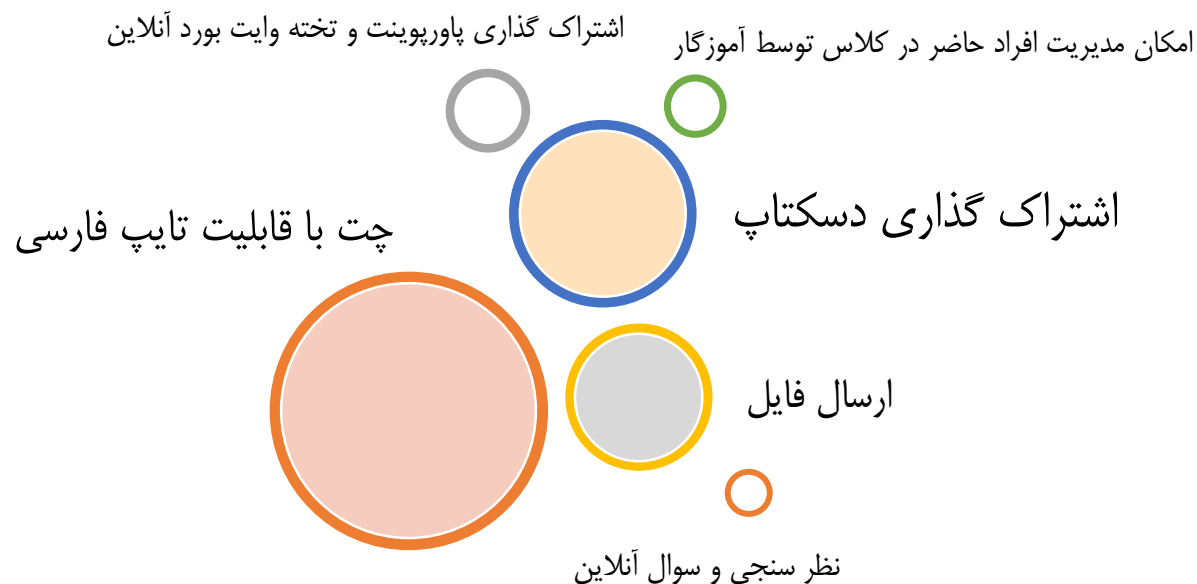 امکان مدیریت افراد حاضر در کلاس توسط آموزگار
اشتراک گذاری پاورپوینت و تخته وایت بورد آنلاین
اشتراک گذاری دسکتاپ
چت با قابلیت تایپ فارسی
ارسال فایل
نظر سنجی و سوال آنلاین